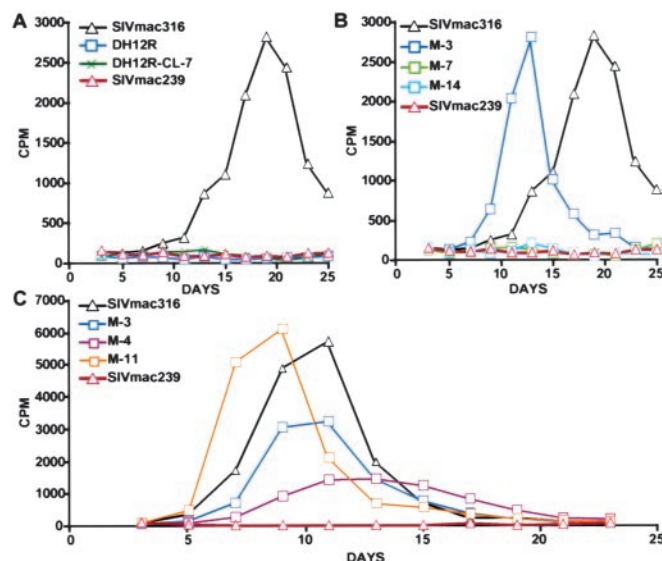 A
SIVmac316
DH12R
DH12R-CL-7
SIVmac239
CPM
3000
2500
2000
1500
1000
500
0
0 5 10 15 20 25
DAYS
B
SIVmac316
M-3
M-7
M-14
SIVmac239
CPM
3000
2500
2000
1500
1000
500
0
0 5 10 15 20 25
DAYS
C
SIVmac316
M-3
M-4
M-11
SIVmac239
CPM
7000
6000
5000
4000
3000
2000
1000
0
0 5 10 15 20 25
DAYS